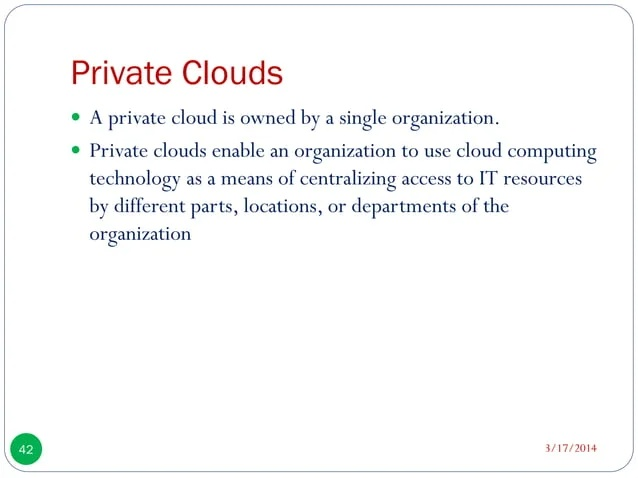 Private Clouds
• A private cloud is owned by a single organization.
• Private clouds enable an organization to use cloud computing
technology as a means of centralizing access to IT resources
by different parts, locations, or departments of the
organization
42
3/17/2014